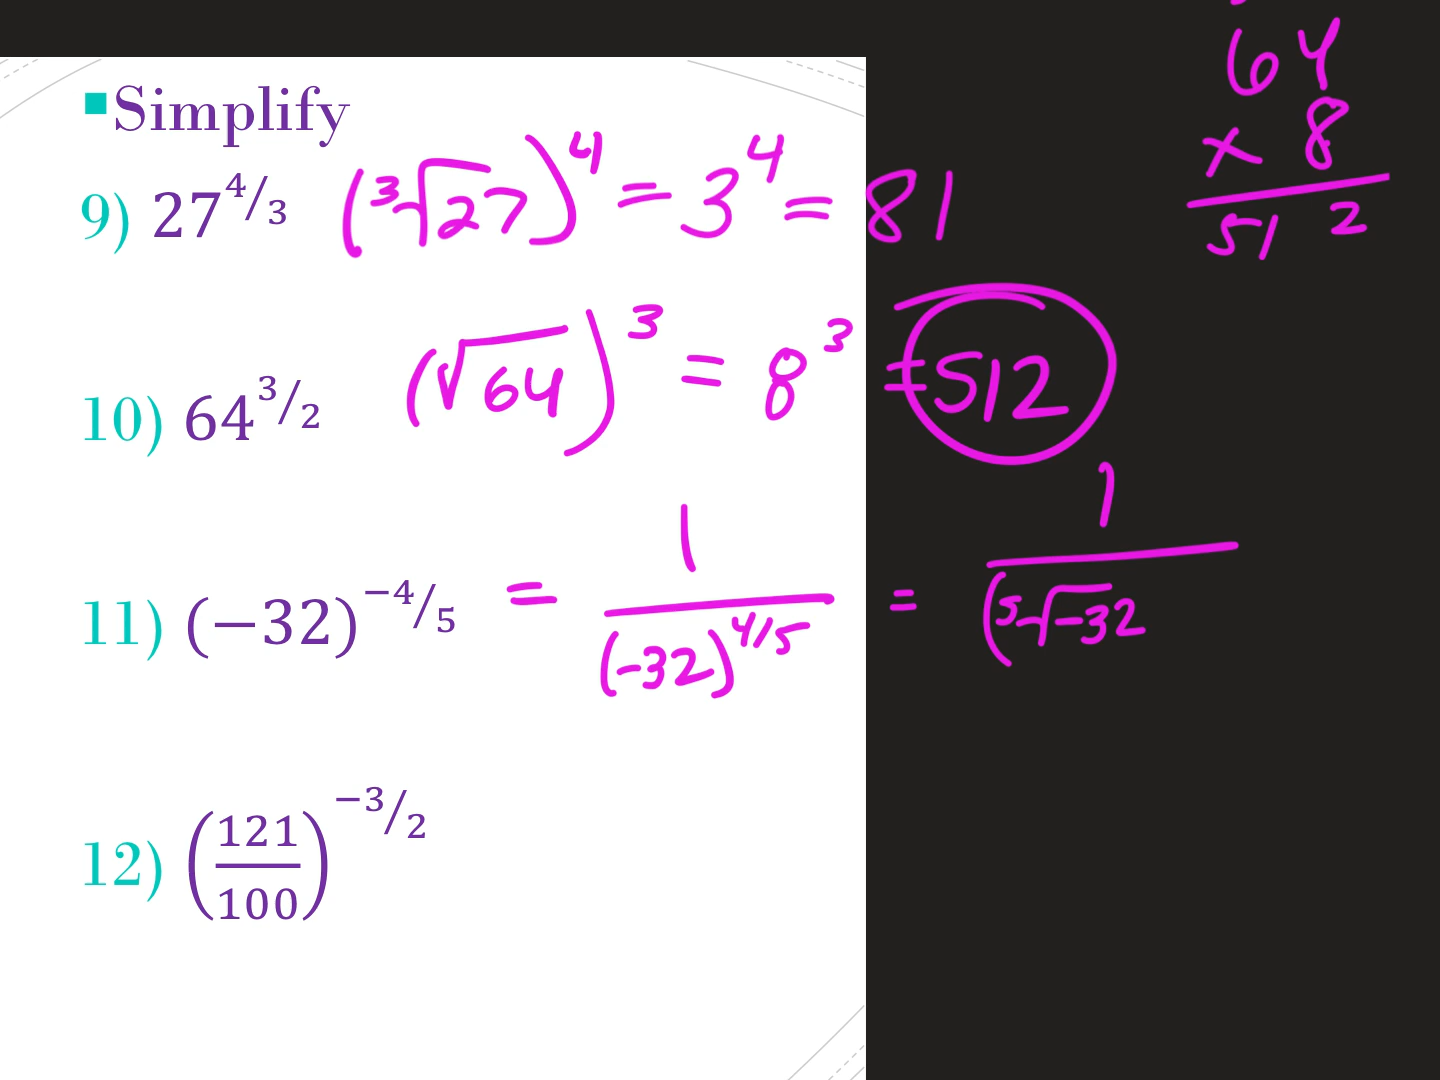 Simplify
9) 27^{4/3} (∛27)^4 = 3^4 = 81
64
× 8
512
10) 64^{3/2} (√64)^3 = 8^3 = 512
11) (−32)^{−4/5} = 1/(-32)^{4/5} = 1/(⁵√-32
12) (121/100)^{−3/2}